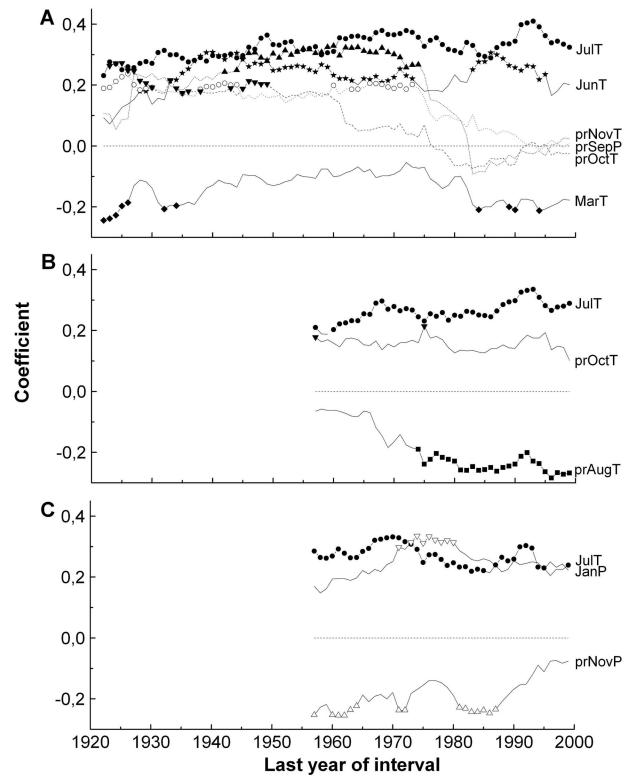 A
0,4
0,2
0,0
-0,2
JulT
JunT
prNovT
prSepP
prOctT
MarT
B
0,4
0,2
0,0
-0,2
JulT
prOctT
prAugT
Coefficient
C
0,4
0,2
0,0
-0,2
JulT
JanP
prNovP
1920 1930 1940 1950 1960 1970 1980 1990 2000
Last year of interval